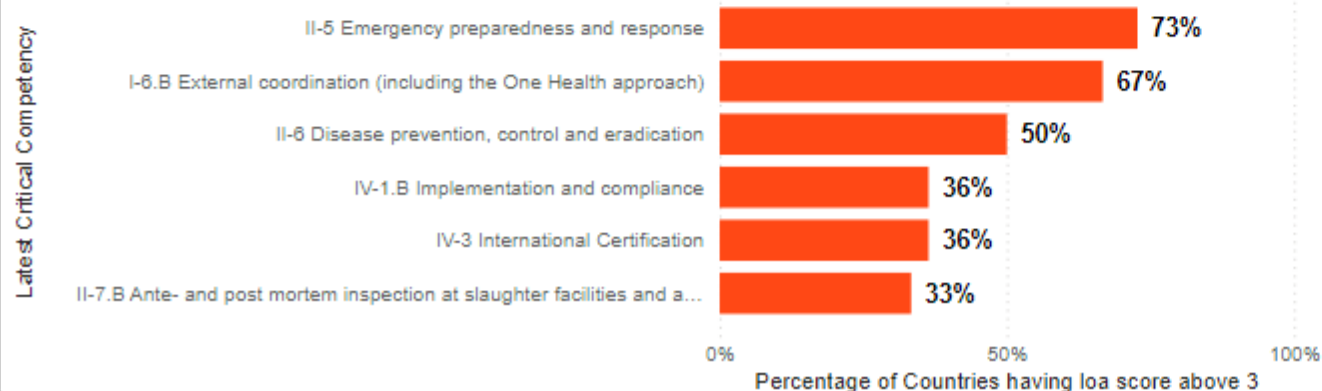 Latest Critical Competency
II-5 Emergency preparedness and response
73%
I-6.B External coordination (including the One Health approach)
67%
II-6 Disease prevention, control and eradication
50%
IV-1.B Implementation and compliance
36%
IV-3 International Certification
36%
II-7.B Ante- and post mortem inspection at slaughter facilities and a...
33%
0%
50%
100%
Percentage of Countries having loa score above 3